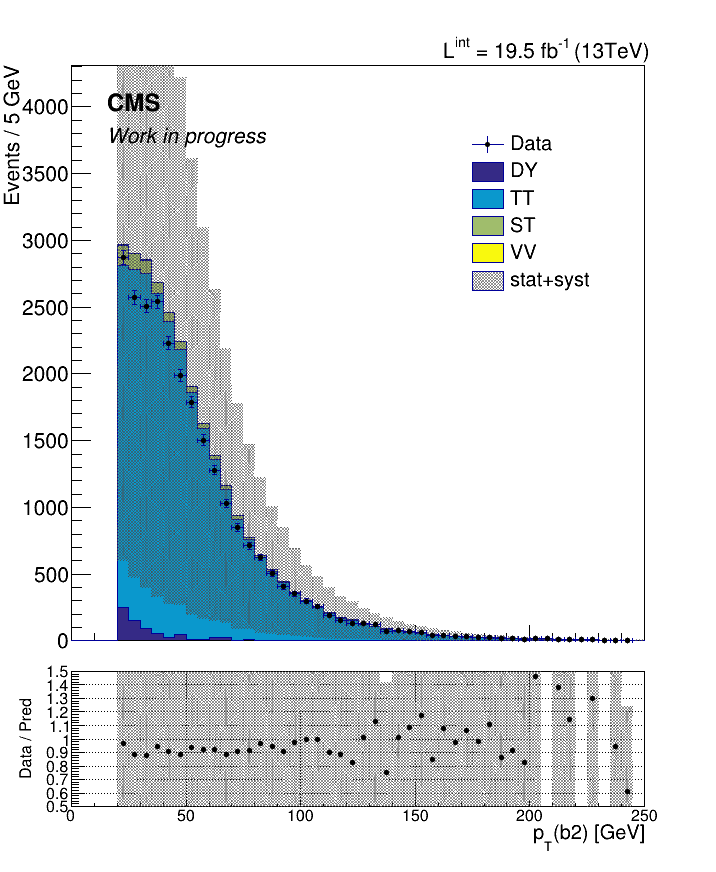 L^int = 19.5 fb^-1 (13TeV)
Events / 5 GeV
4000
3500
3000
2500
2000
1500
1000
500
0
CMS
Work in progress
Data
DY
TT
ST
VV
stat+syst
Data / Pred
1.5
1.4
1.3
1.2
1.1
1
0.9
0.8
0.7
0.6
0.5
0 50 100 150 200 250
p_T(b2) [GeV]